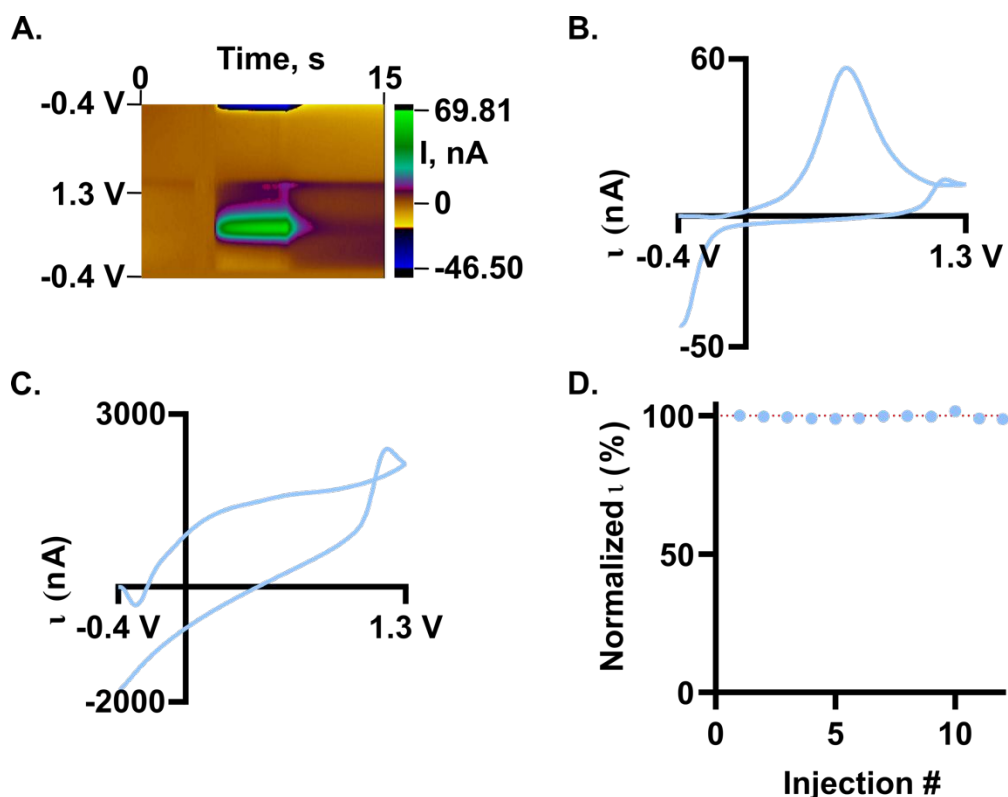 A.
Time, s
0
15
-0.4 V
1.3 V
-0.4 V
69.81
I, nA
0
-46.50
B.
60
ι (nA)
-0.4 V
1.3 V
-50
C.
3000
ι (nA)
-0.4 V
1.3 V
-2000
D.
100
50
0
Normalized ι (%)
0
5
10
Injection #